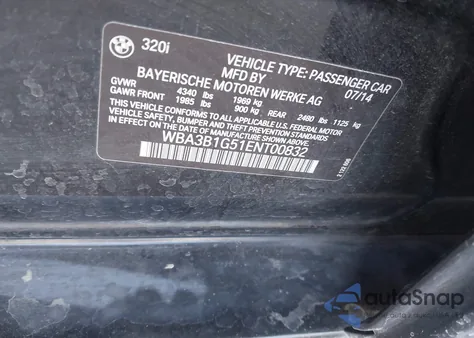 320i
VEHICLE TYPE: PASSENGER CAR
MFD BY 07/14
BAYERISCHE MOTOREN WERKE AG
GVWR 4340 lbs 1969 kg
GAWR FRONT 1985 lbs 900 kg REAR 2480 lbs 1125 kg
THIS VEHICLE CONFORMS TO ALL APPLICABLE U.S. FEDERAL MOTOR
VEHICLE SAFETY, BUMPER AND THEFT PREVENTION STANDARDS
IN EFFECT ON THE DATE OF MANUFACTURE SHOWN ABOVE.
WBA3B1G51ENT00832
autoSnap